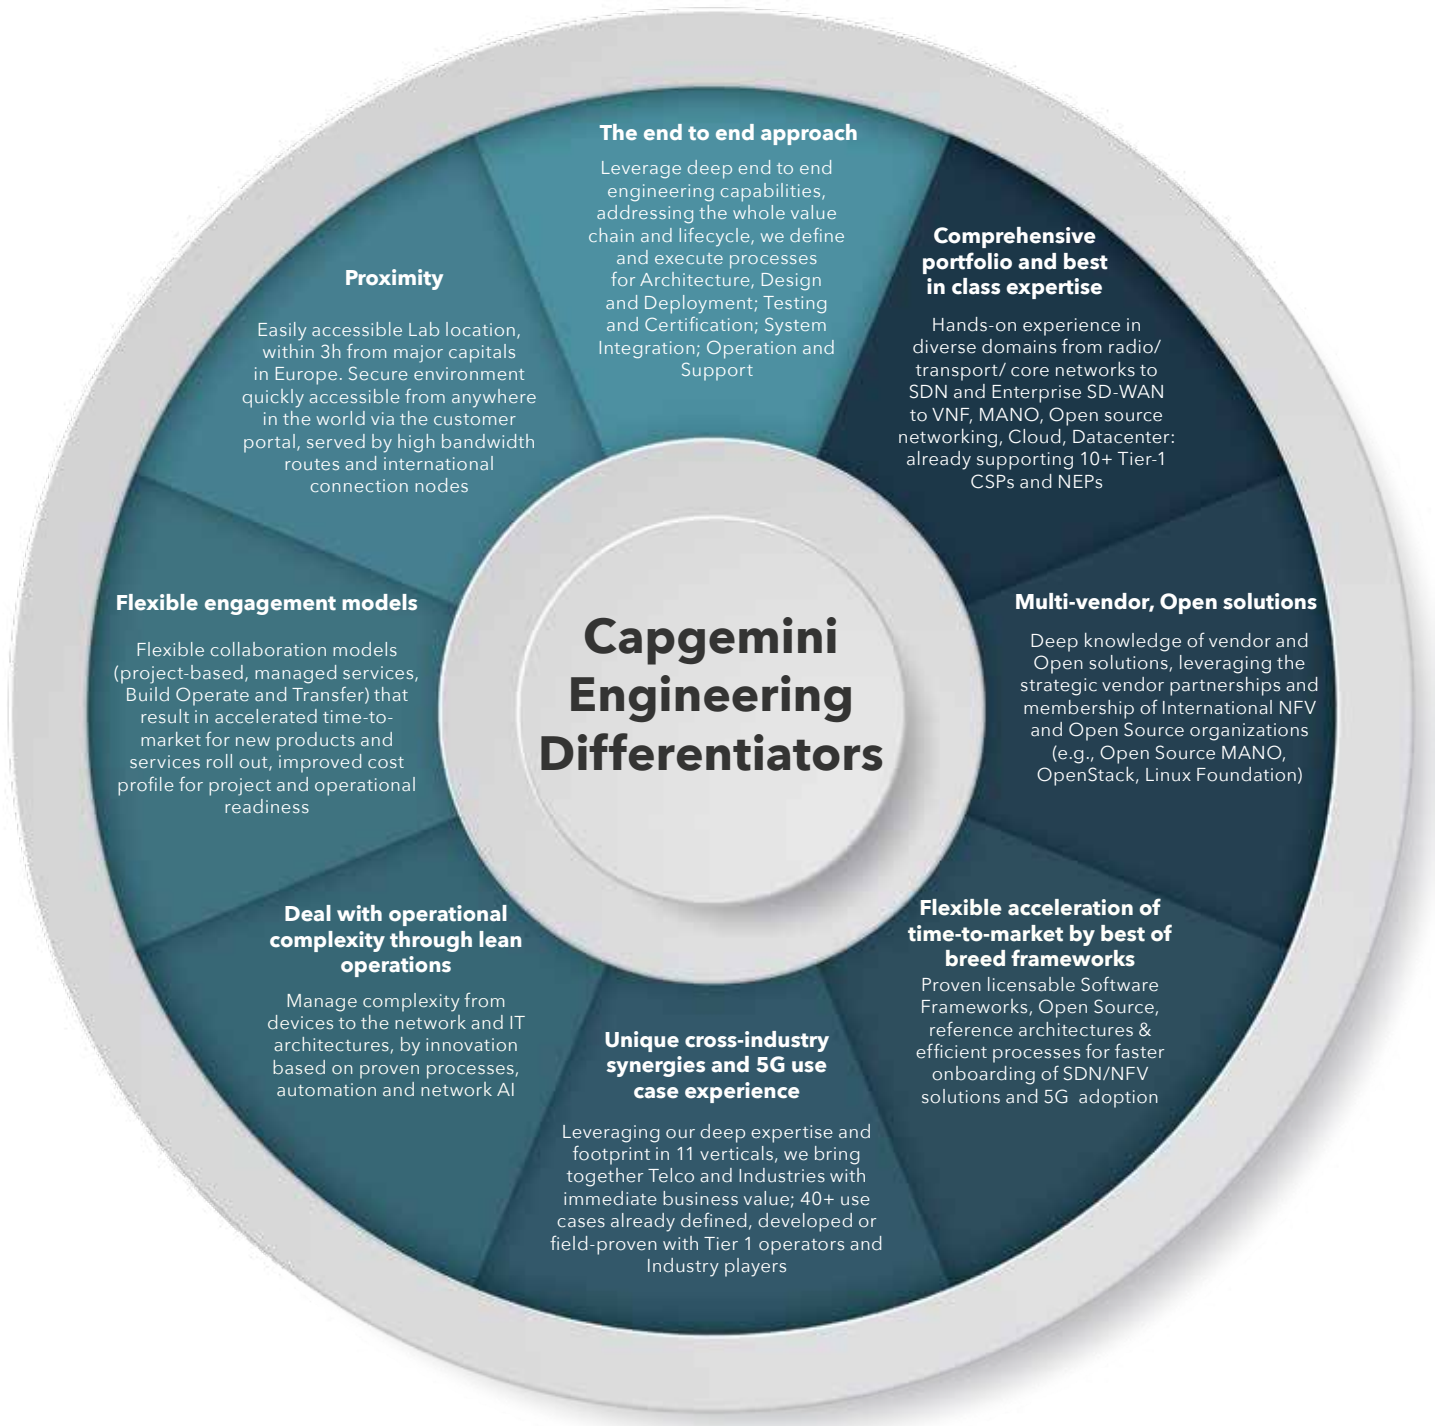 The end to end approach
Leverage deep end to end
engineering capabilities,
addressing the whole value
chain and lifecycle, we define
and execute processes
for Architecture, Design
and Deployment; Testing
and Certification; System
Integration; Operation and
Support
Comprehensive
portfolio and best
in class expertise
Hands-on experience in
diverse domains from radio/
transport/ core networks to
SDN and Enterprise SD-WAN
to VNF, MANO, Open source
networking, Cloud, Datacenter:
already supporting 10+ Tier-1
CSPs and NEPs
Multi-vendor, Open solutions
Deep knowledge of vendor and
Open solutions, leveraging the
strategic vendor partnerships and
membership of International NFV
and Open Source organizations
(e.g., Open Source MANO,
OpenStack, Linux Foundation)
Flexible acceleration of
time-to-market by best of
breed frameworks
Proven licensable Software
Frameworks, Open Source,
reference architectures &
efficient processes for faster
onboarding of SDN/NFV
solutions and 5G  adoption
Unique cross-industry
synergies and 5G use
case experience
Leveraging our deep expertise and
footprint in 11 verticals, we bring
together Telco and Industries with
immediate business value; 40+ use
cases already defined, developed or
field-proven with Tier 1 operators and
Industry players
Deal with operational
complexity through lean
operations
Manage complexity from
devices to the network and IT
architectures, by innovation
based on proven processes,
automation and network AI
Flexible engagement models
Flexible collaboration models
(project-based, managed services,
Build Operate and Transfer) that
result in accelerated time-to-
market for new products and
services roll out, improved cost
profile for project and operational
readiness
Proximity
Easily accessible Lab location,
within 3h from major capitals
in Europe. Secure environment
quickly accessible from anywhere
in the world via the customer
portal, served by high bandwidth
routes and international
connection nodes
Capgemini
Engineering
Differentiators